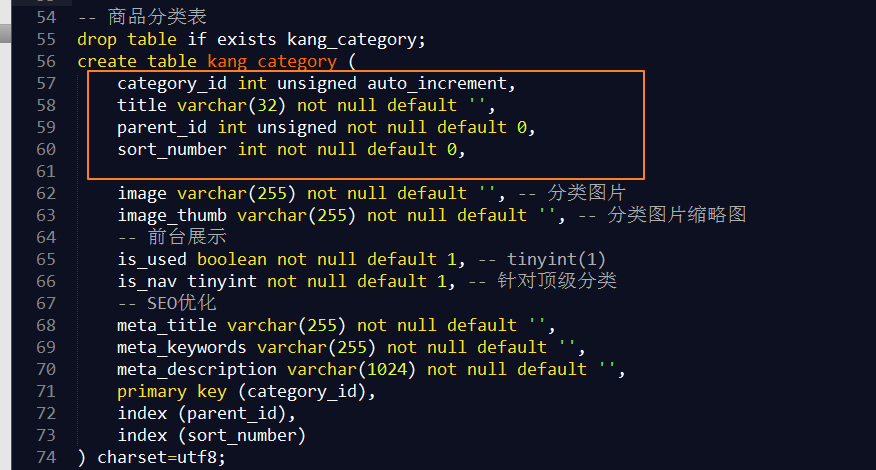 54 -- 商品分类表
55 drop table if exists kang_category;
56 create table kang_category (
57 category_id int unsigned auto_increment,
58 title varchar(32) not null default '',
59 parent_id int unsigned not null default 0,
60 sort_number int not null default 0,
61
62 image varchar(255) not null default '', -- 分类图片
63 image_thumb varchar(255) not null default '', -- 分类图片缩略图
64 -- 前台展示
65 is_used boolean not null default 1, -- tinyint(1)
66 is_nav tinyint not null default 1, -- 针对顶级分类
67 -- SEO优化
68 meta_title varchar(255) not null default '',
69 meta_keywords varchar(255) not null default '',
70 meta_description varchar(1024) not null default '',
71 primary key (category_id),
72 index (parent_id),
73 index (sort_number)
74 ) charset=utf8;